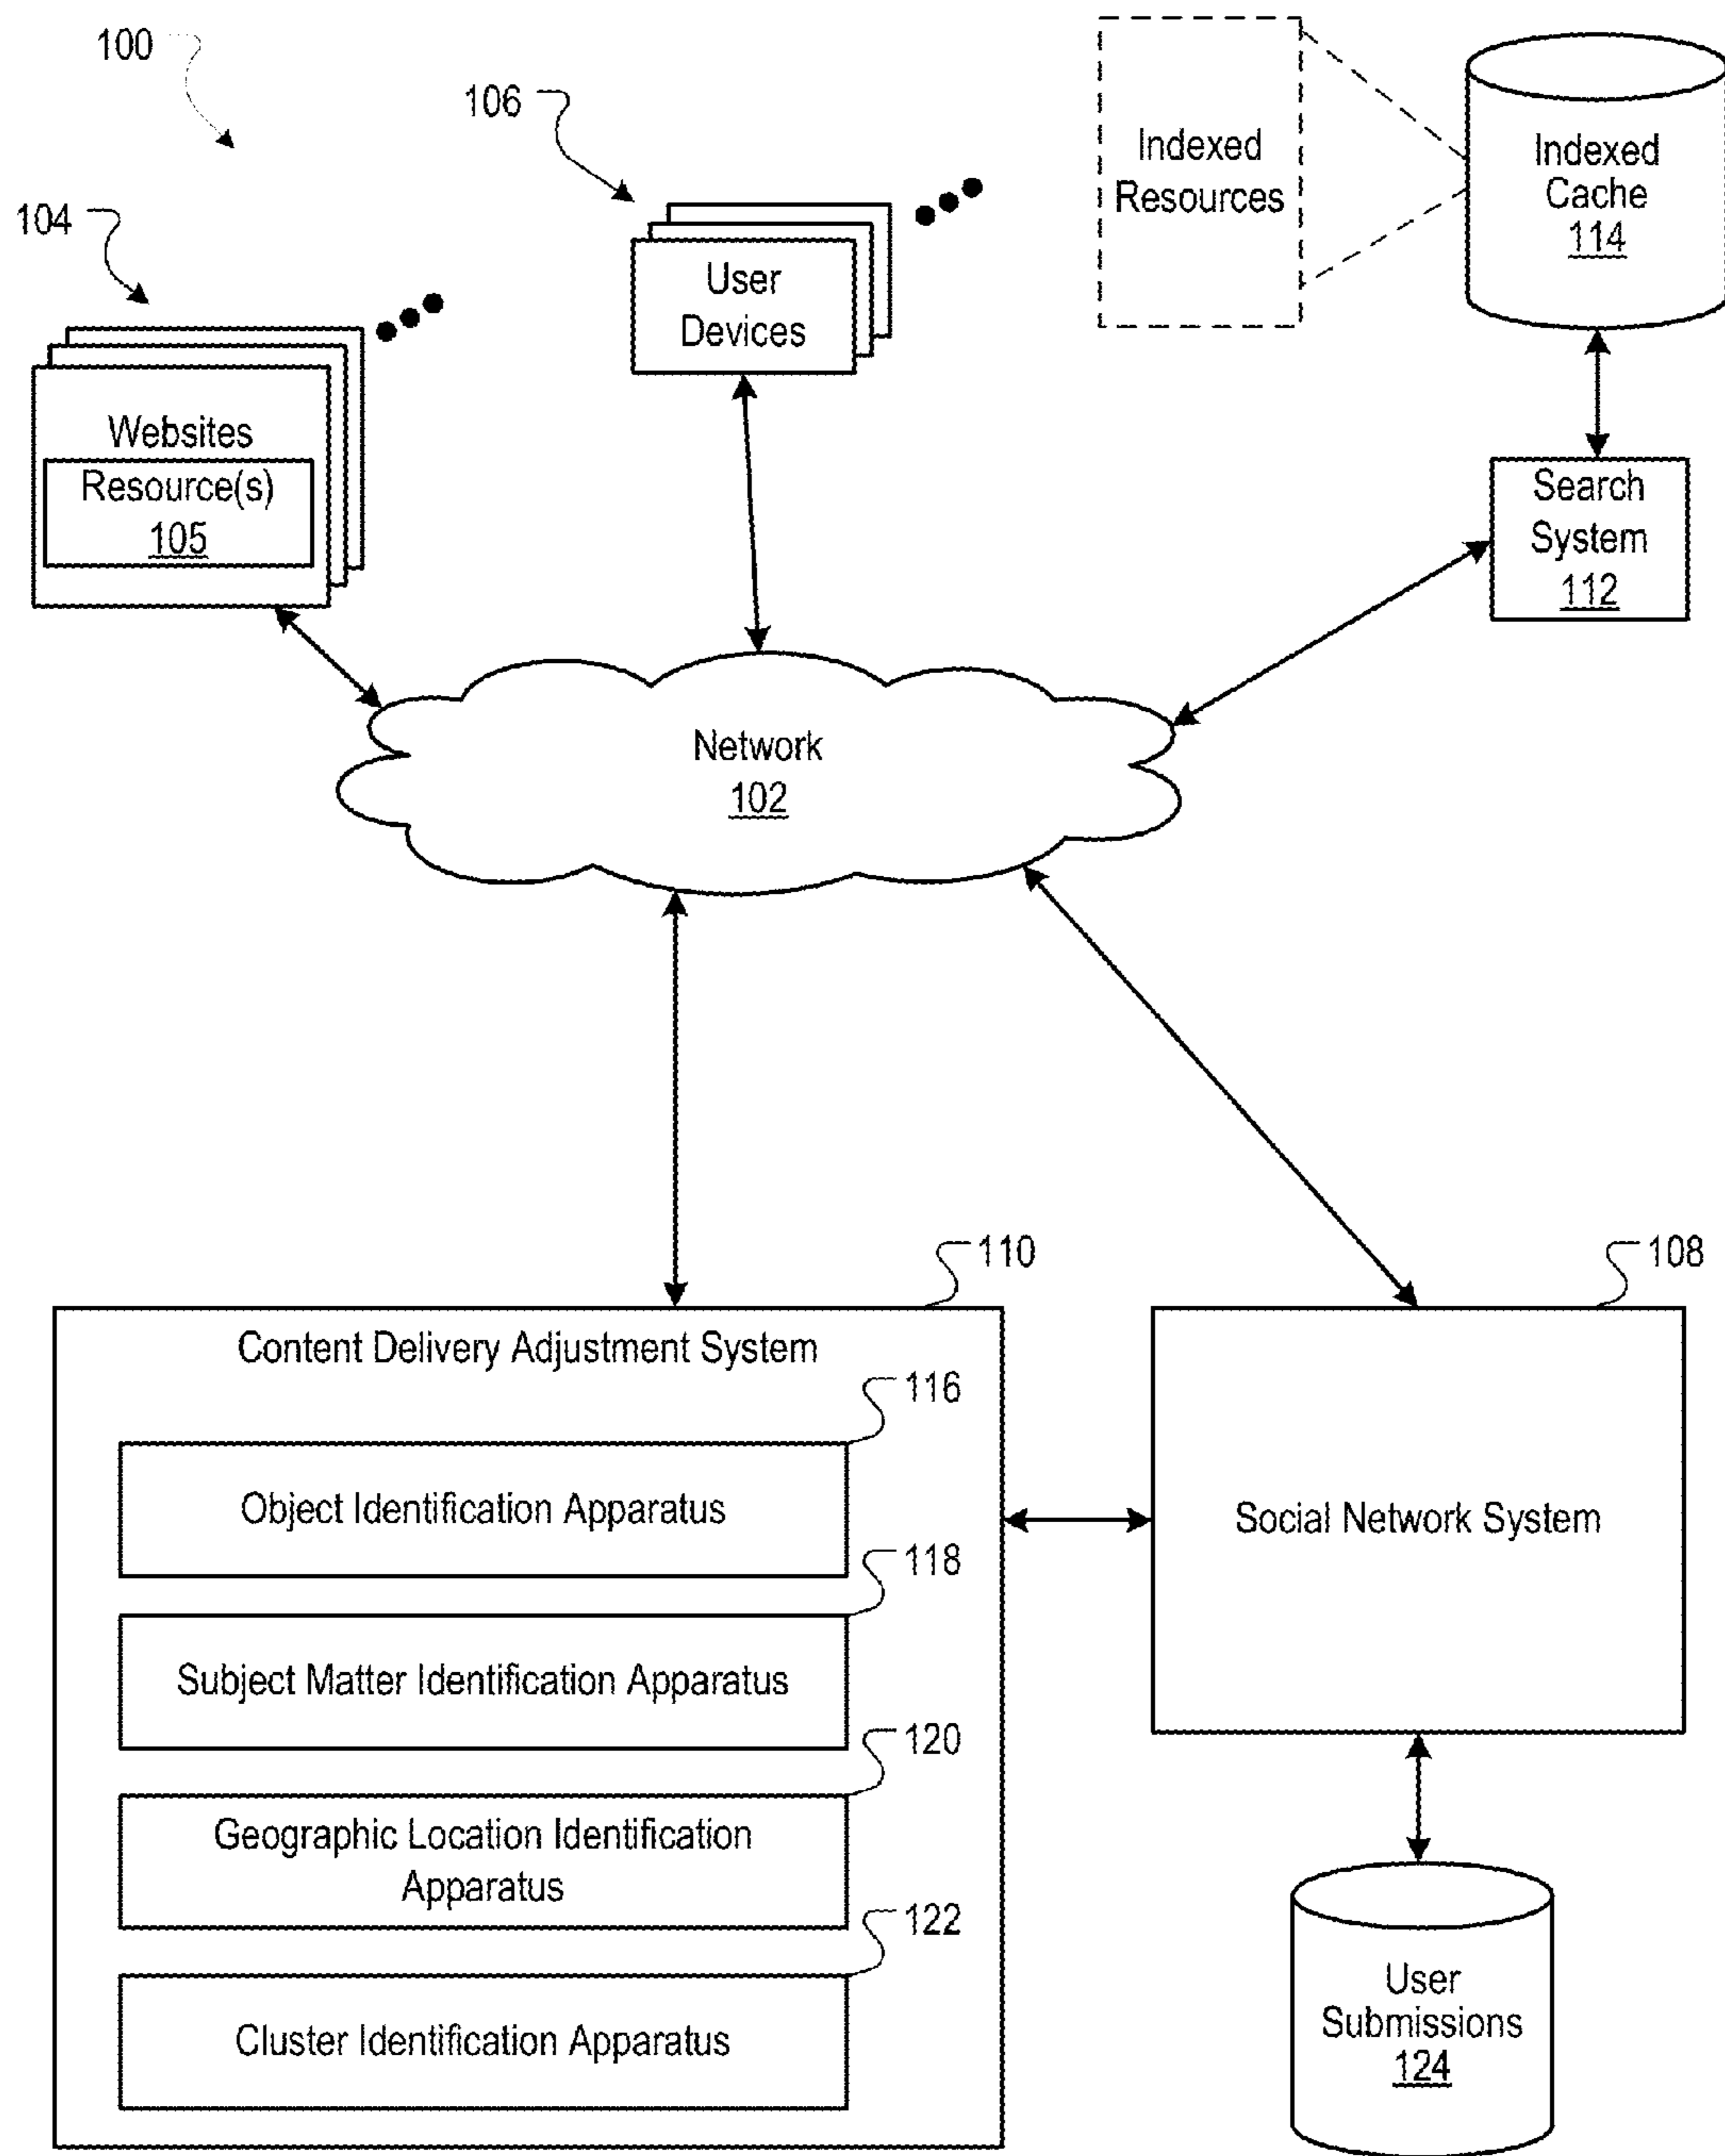 100
106
104
Indexed
Resources
Indexed
Cache
114
User
Devices
Websites
Resource(s)
105
Search
System
112
Network
102
110
108
Content Delivery Adjustment System
116
Object Identification Apparatus
118
Subject Matter Identification Apparatus
120
Geographic Location Identification
Apparatus
122
Cluster Identification Apparatus
Social Network System
User
Submissions
124